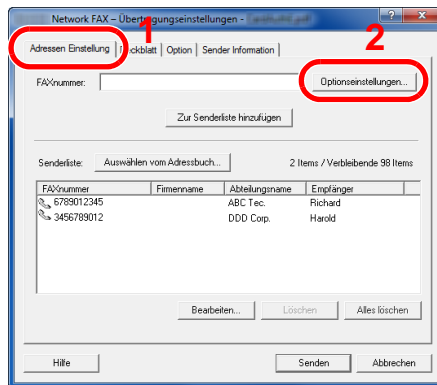 Network FAX – Übertragungseinstellungen -
Adressen Einstellung
1
Deckblatt
Option
Sender Information
2
FAXnummer:
Optionseinstellungen...
Zur Senderliste hinzufügen
Senderliste:
Auswählen vom Adressbuch...
2 Items / Verbleibende 98 Items
FAXnummer Firmenname Abteilungsname Empfänger
6789012345 ABC Tec. Richard
3456789012 DDD Corp. Harold
Bearbeiten... Löschen Alles löschen
Hilfe Senden Abbrechen